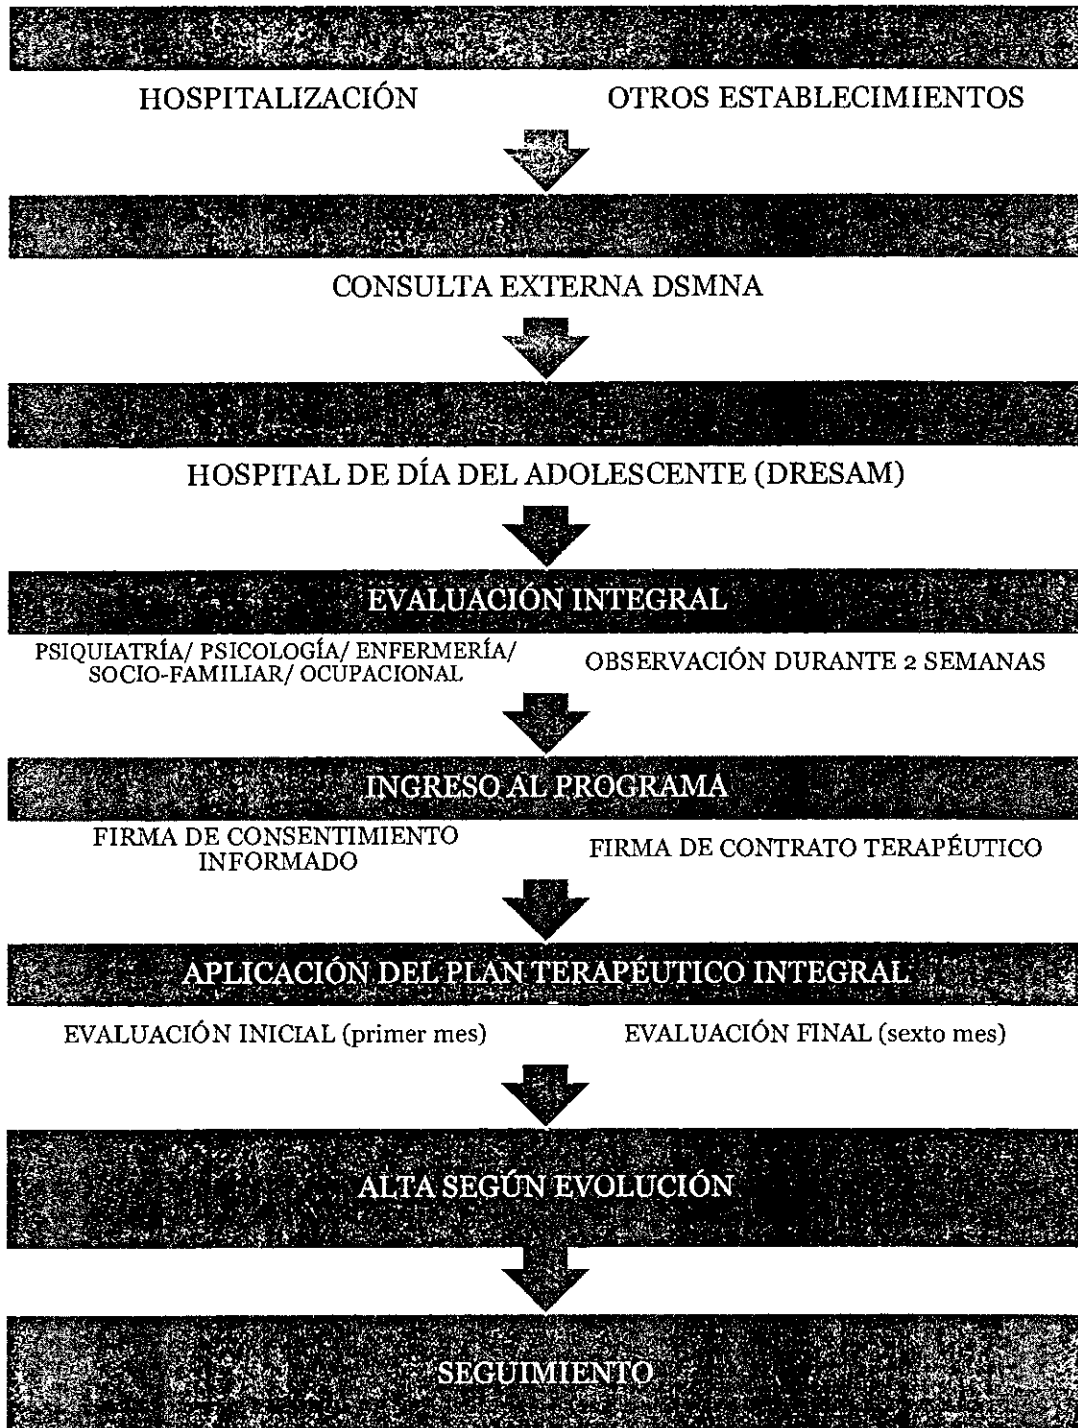 HOSPITALIZACIÓN
OTROS ESTABLECIMIENTOS
CONSULTA EXTERNA DSMNA
HOSPITAL DE DÍA DEL ADOLESCENTE (DRESAM)
EVALUACIÓN INTEGRAL
PSIQUIATRÍA/ PSICOLOGÍA/ ENFERMERÍA/
SOCIO-FAMILIAR/ OCUPACIONAL
OBSERVACIÓN DURANTE 2 SEMANAS
INGRESO AL PROGRAMA
FIRMA DE CONSENTIMIENTO
INFORMADO
FIRMA DE CONTRATO TERAPÉUTICO
APLICACIÓN DEL PLAN TERAPÉUTICO INTEGRAL
EVALUACIÓN INICIAL (primer mes)
EVALUACIÓN FINAL (sexto mes)
ALTA SEGÚN EVOLUCIÓN
SEGUIMIENTO